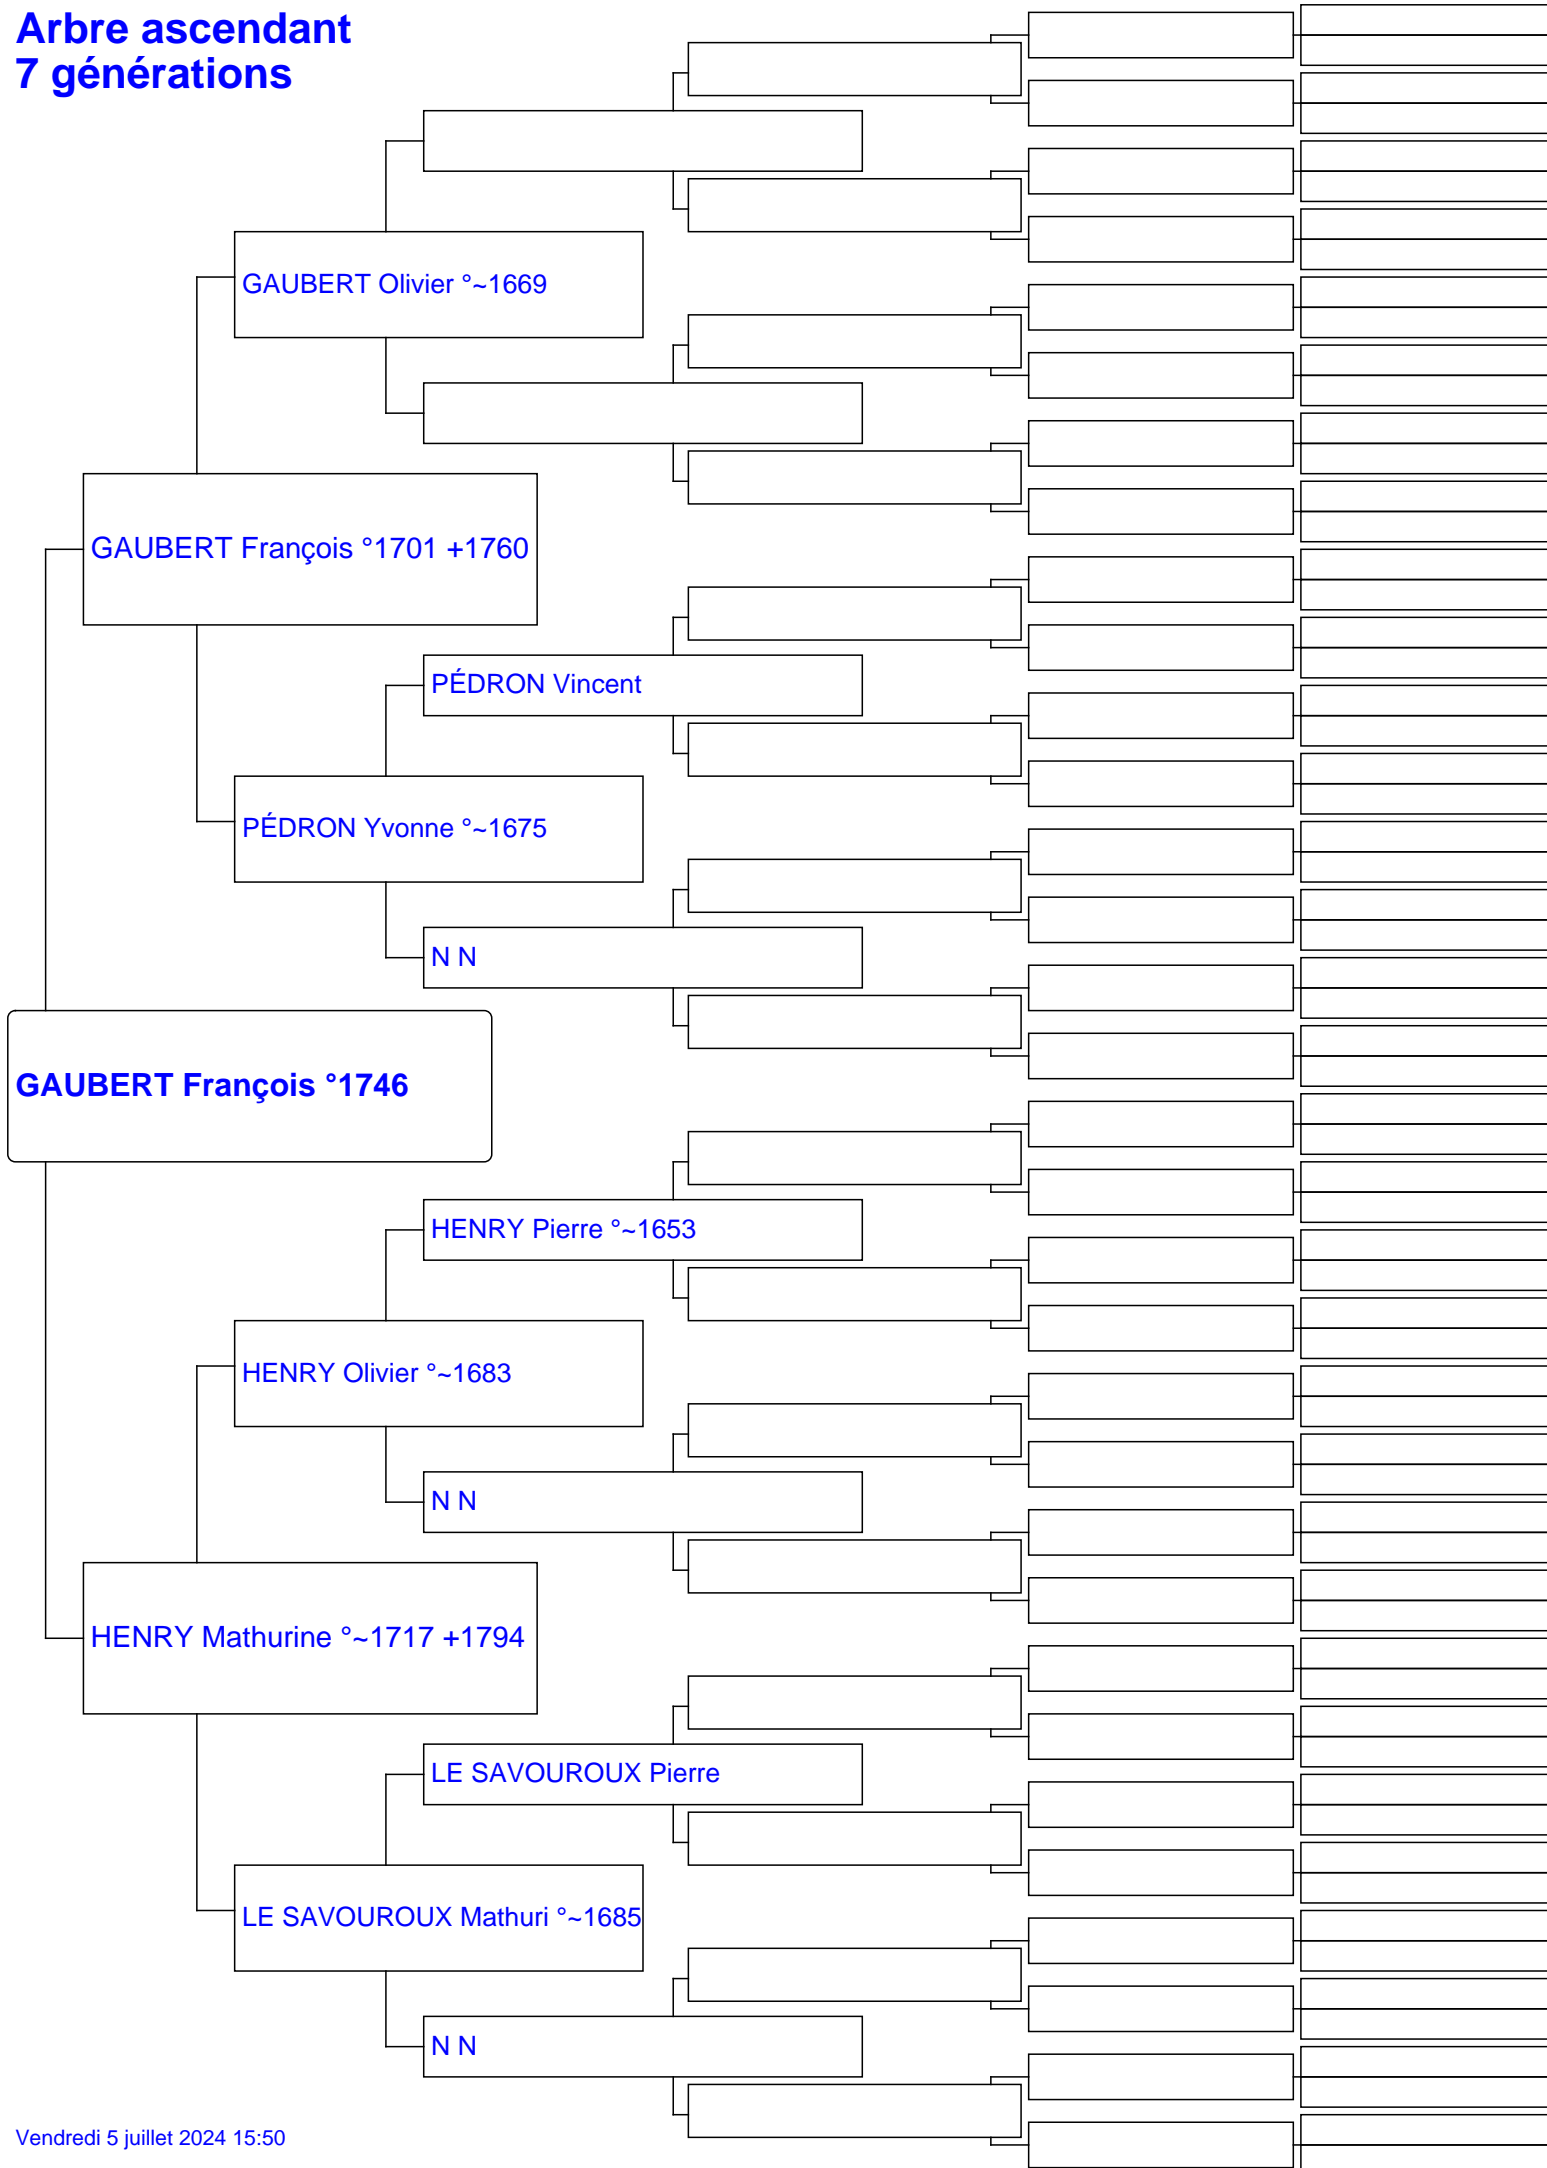 Arbre ascendant
7 générations
GAUBERT Olivier °~1669
GAUBERT François °1701 +1760
PÉDRON Vincent
PÉDRON Yvonne °~1675
N N
GAUBERT François °1746
HENRY Pierre °~1653
HENRY Olivier °~1683
N N
HENRY Mathurine °~1717 +1794
LE SAVOUROUX Pierre
LE SAVOUROUX Mathuri °~1685
N N
Vendredi 5 juillet 2024 15:50